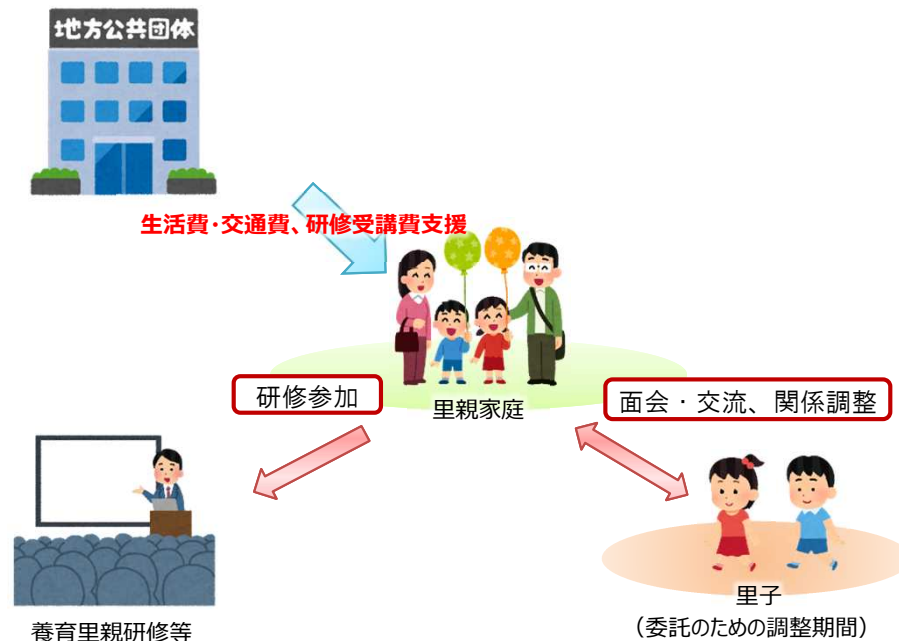 地方公共団体
生活費・交通費、研修受講費支援
里親家庭
研修参加
面会・交流、関係調整
養育里親研修等
里子
（委託のための調整期間）